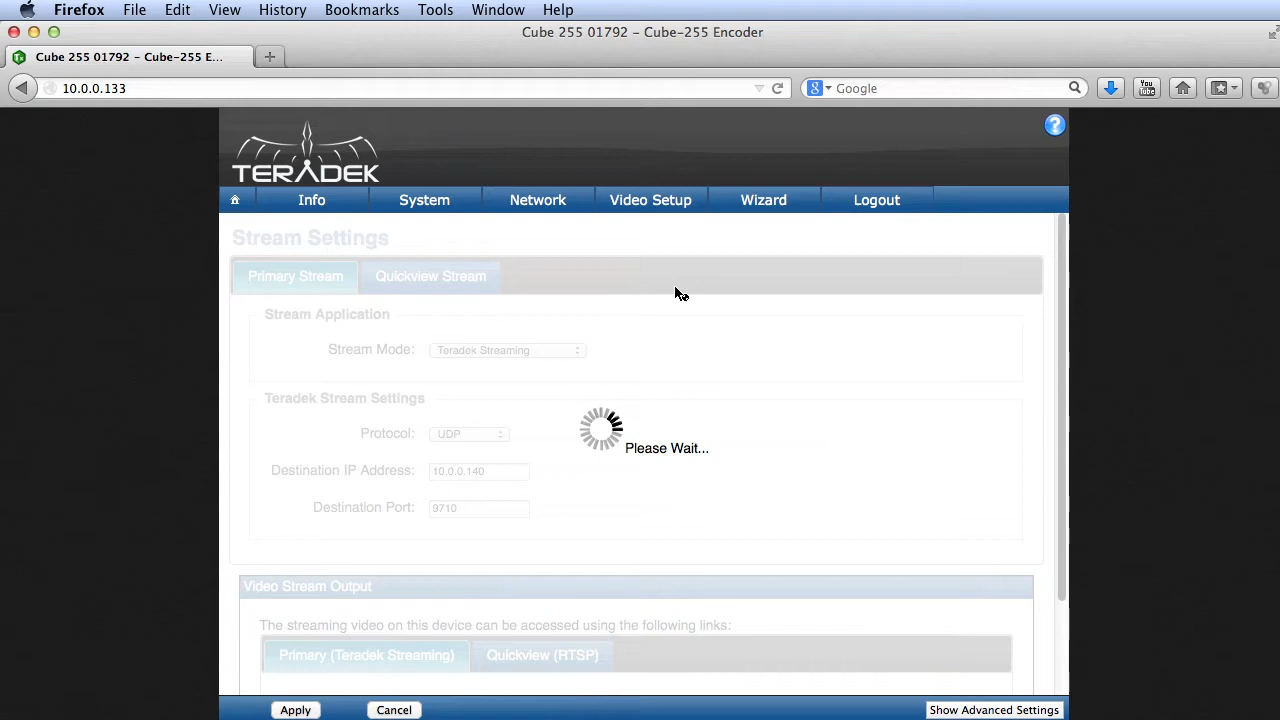 Firefox File Edit View History Bookmarks Tools Window Help
Cube 255 01792 – Cube-255 Encoder
Cube 255 01792 – Cube-255 E...
10.0.0.133
Google
You Tube
TERADEK
Info System Network Video Setup Wizard Logout
Stream Settings
Primary Stream Quickview Stream
Stream Application
Stream Mode: Teradek Streaming
Teradek Stream Settings
Protocol: UDP
Please Wait...
Destination IP Address: 10.0.0.140
Destination Port: 9710
Video Stream Output
The streaming video on this device can be accessed using the following links:
Primary (Teradek Streaming) Quickview (RTSP)
Apply Cancel Show Advanced Settings